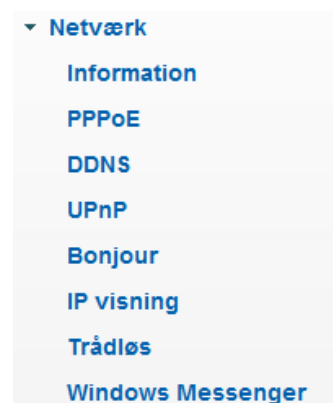 Netværk
Information
PPPoE
DDNS
UPnP
Bonjour
IP visning
Trådløs
Windows Messenger